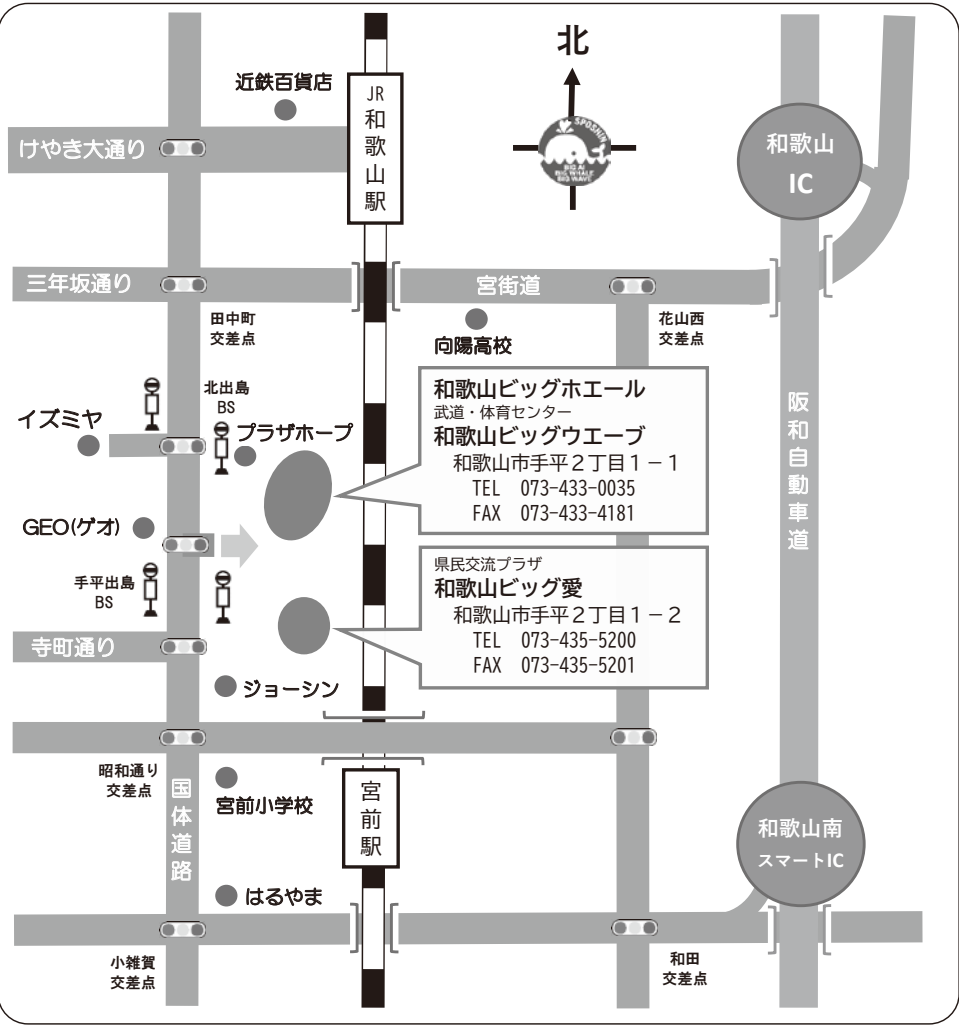 北
近鉄百貨店
JR和歌山駅
けやき大通り
SPOSHIN
BIG AI
BIG WHALE
BIG WAVE
和歌山
IC
三年坂通り
宮街道
田中町
交差点
向陽高校
花山西
交差点
北出島
BS
イズミヤ
プラザホープ
和歌山ビッグホエール
武道・体育センター
和歌山ビッグウエーブ
和歌山市手平2丁目1-1
TEL 073-433-0035
FAX 073-433-4181
阪和自動車道
GEO(ゲオ)
手平出島
BS
県民交流プラザ
和歌山ビッグ愛
和歌山市手平2丁目1-2
TEL 073-435-5200
FAX 073-435-5201
寺町通り
ジョーシン
昭和通り
交差点
国体道路
宮前小学校
宮前駅
和歌山南
スマートIC
はるやま
小雑賀
交差点
和田
交差点